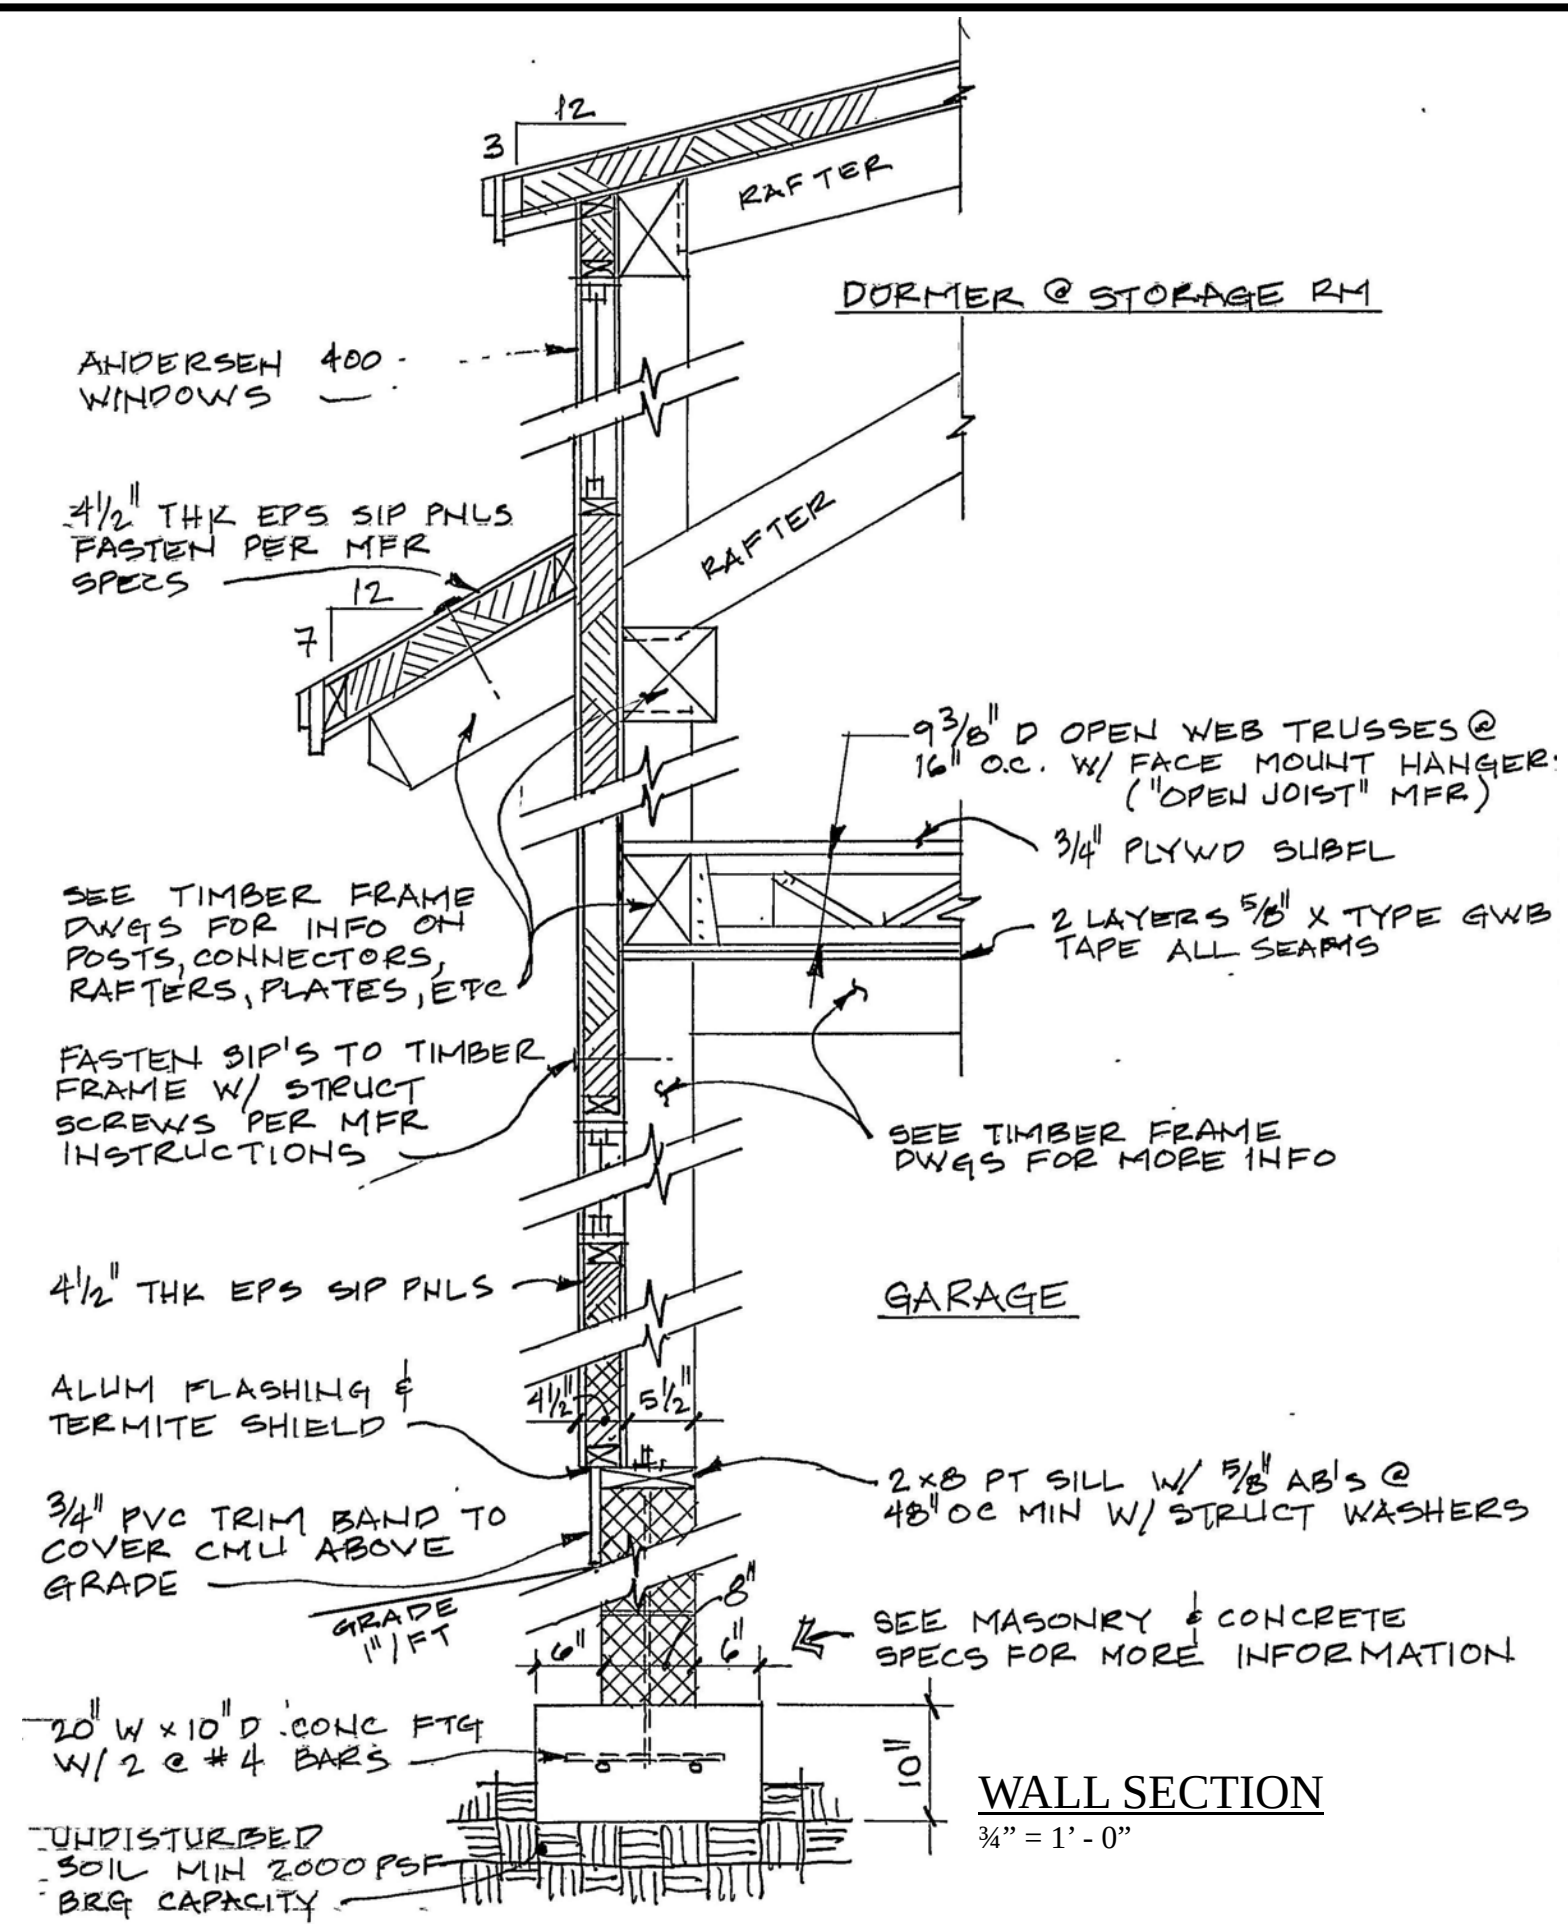 12
3
RAFTER
DORMER @ STORAGE RM
ANDERSEN 400
WINDOWS
4½" THK EPS SIP PNLS
FASTEN PER MFR
SPECS
12
7
RAFTER
9⅜" D OPEN WEB TRUSSES @
16" O.C. W/ FACE MOUNT HANGER
("OPEN JOIST" MFR)
3/4" PLYWD SUBFL
2 LAYERS 5/8" X TYPE GWB
TAPE ALL SEAMS
SEE TIMBER FRAME
DWGS FOR INFO ON
POSTS, CONNECTORS,
RAFTERS, PLATES, ETC
FASTEN SIP'S TO TIMBER
FRAME W/ STRUCT
SCREWS PER MFR
INSTRUCTIONS
SEE TIMBER FRAME
DWGS FOR MORE INFO
4½" THK EPS SIP PNLS
GARAGE
ALUM FLASHING &
TERMITE SHIELD
4½" 5½"
2x8 PT SILL W/ 5/8" AB's @
48" OC MIN W/ STRUCT WASHERS
3/4" PVC TRIM BAND TO
COVER CMU ABOVE
GRADE
GRADE
1"/FT
8"
6" 6"
SEE MASONRY & CONCRETE
SPECS FOR MORE INFORMATION
20" W x 10" D CONC FTG
W/ 2 @ #4 BARS
10"
WALL SECTION
¾” = 1’ - 0”
UNDISTURBED
SOIL MIN 2000 PSF
BRG CAPACITY